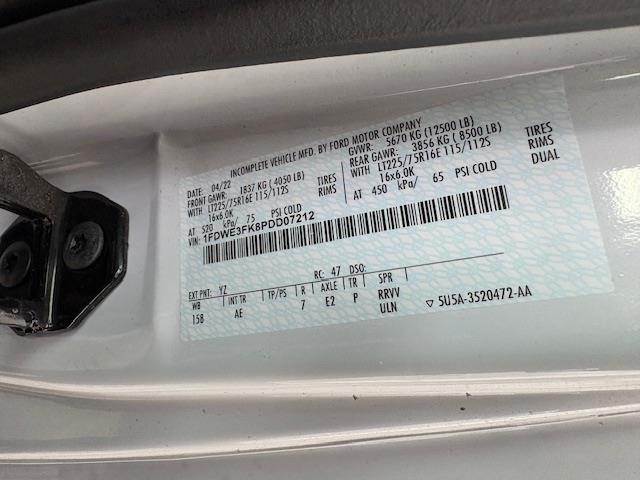 INCOMPLETE VEHICLE MFD. BY FORD MOTOR COMPANY
04/22 GVWR: 5670 KG (12500 LB)
FRONT GAWR: 1837 KG (4050 LB) REAR GAWR: 3856 KG (8500 LB)
WITH LT225/75R16E 115/112S TIRES WITH LT225/75R16E 115/112S TIRES
16x6.0K RIMS 16x6.0K RIMS
AT 520 kPa/ 75 PSI COLD AT 450 kPa/ 65 PSI COLD DUAL
VIN: 1FDWE3FK8PDD07212
EXT PNT: YZ RC: 47 DSO:
WB INT TR TP/PS R AXLE TR SPR
158 AE 7 E2 P RRVV
ULN ▽ 5U5A-3520472-AA